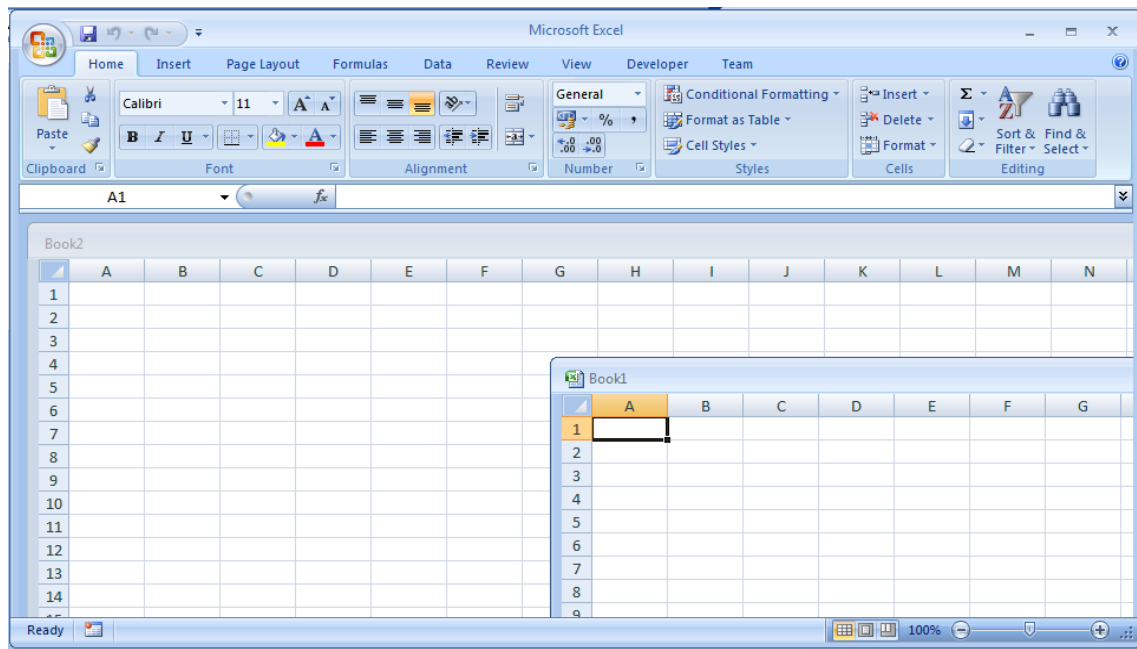 Microsoft Excel
Home Insert Page Layout Formulas Data Review View Developer Team
Calibri 11 A A General Conditional Formatting Insert Σ
Paste B I U A % , Format as Table Delete Sort & Find &
.00 .00 Cell Styles Format Filter Select
Clipboard Font Alignment Number Styles Cells Editing
A1 fx
Book2
A B C D E F G H I J K L M N
1
2
3
4
5
6
7
8
9
10
11
12
13
14
Book1
A B C D E F G
1
2
3
4
5
6
7
8
9
Ready 100%